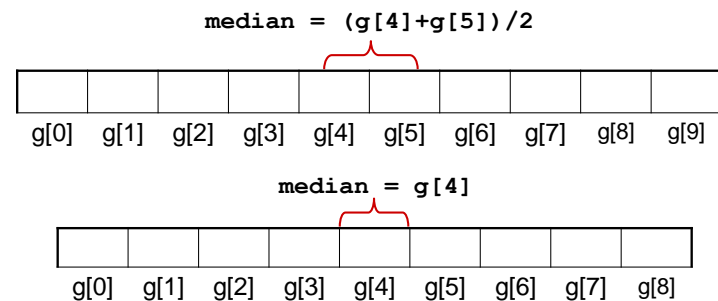 median = (g[4]+g[5])/2
g[0] g[1] g[2] g[3] g[4] g[5] g[6] g[7] g[8] g[9]
median = g[4]
g[0] g[1] g[2] g[3] g[4] g[5] g[6] g[7] g[8]